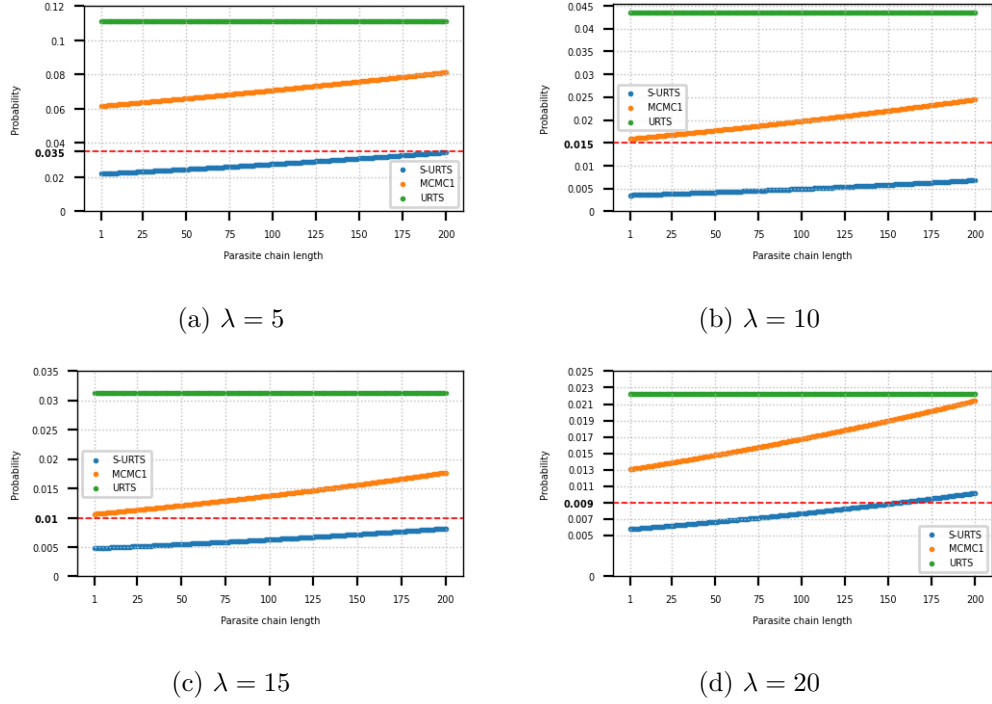 0.12
0.1
0.08
0.06
0.04
0.035
0.02
0
Probability
S-URTS
MCMC1
URTS
1 25 50 75 100 125 150 175 200
Parasite chain length
(a) λ = 5
0.045
0.04
0.035
0.03
0.025
0.02
0.015
0.01
0.005
0
Probability
S-URTS
MCMC1
URTS
1 25 50 75 100 125 150 175 200
Parasite chain length
(b) λ = 10
0.035
0.03
0.025
0.02
0.015
0.01
0.005
0
Probability
S-URTS
MCMC1
URTS
1 25 50 75 100 125 150 175 200
Parasite chain length
(c) λ = 15
0.025
0.023
0.021
0.019
0.017
0.015
0.013
0.011
0.009
0.007
0.005
0
Probability
S-URTS
MCMC1
URTS
1 25 50 75 100 125 150 175 200
Parasite chain length
(d) λ = 20